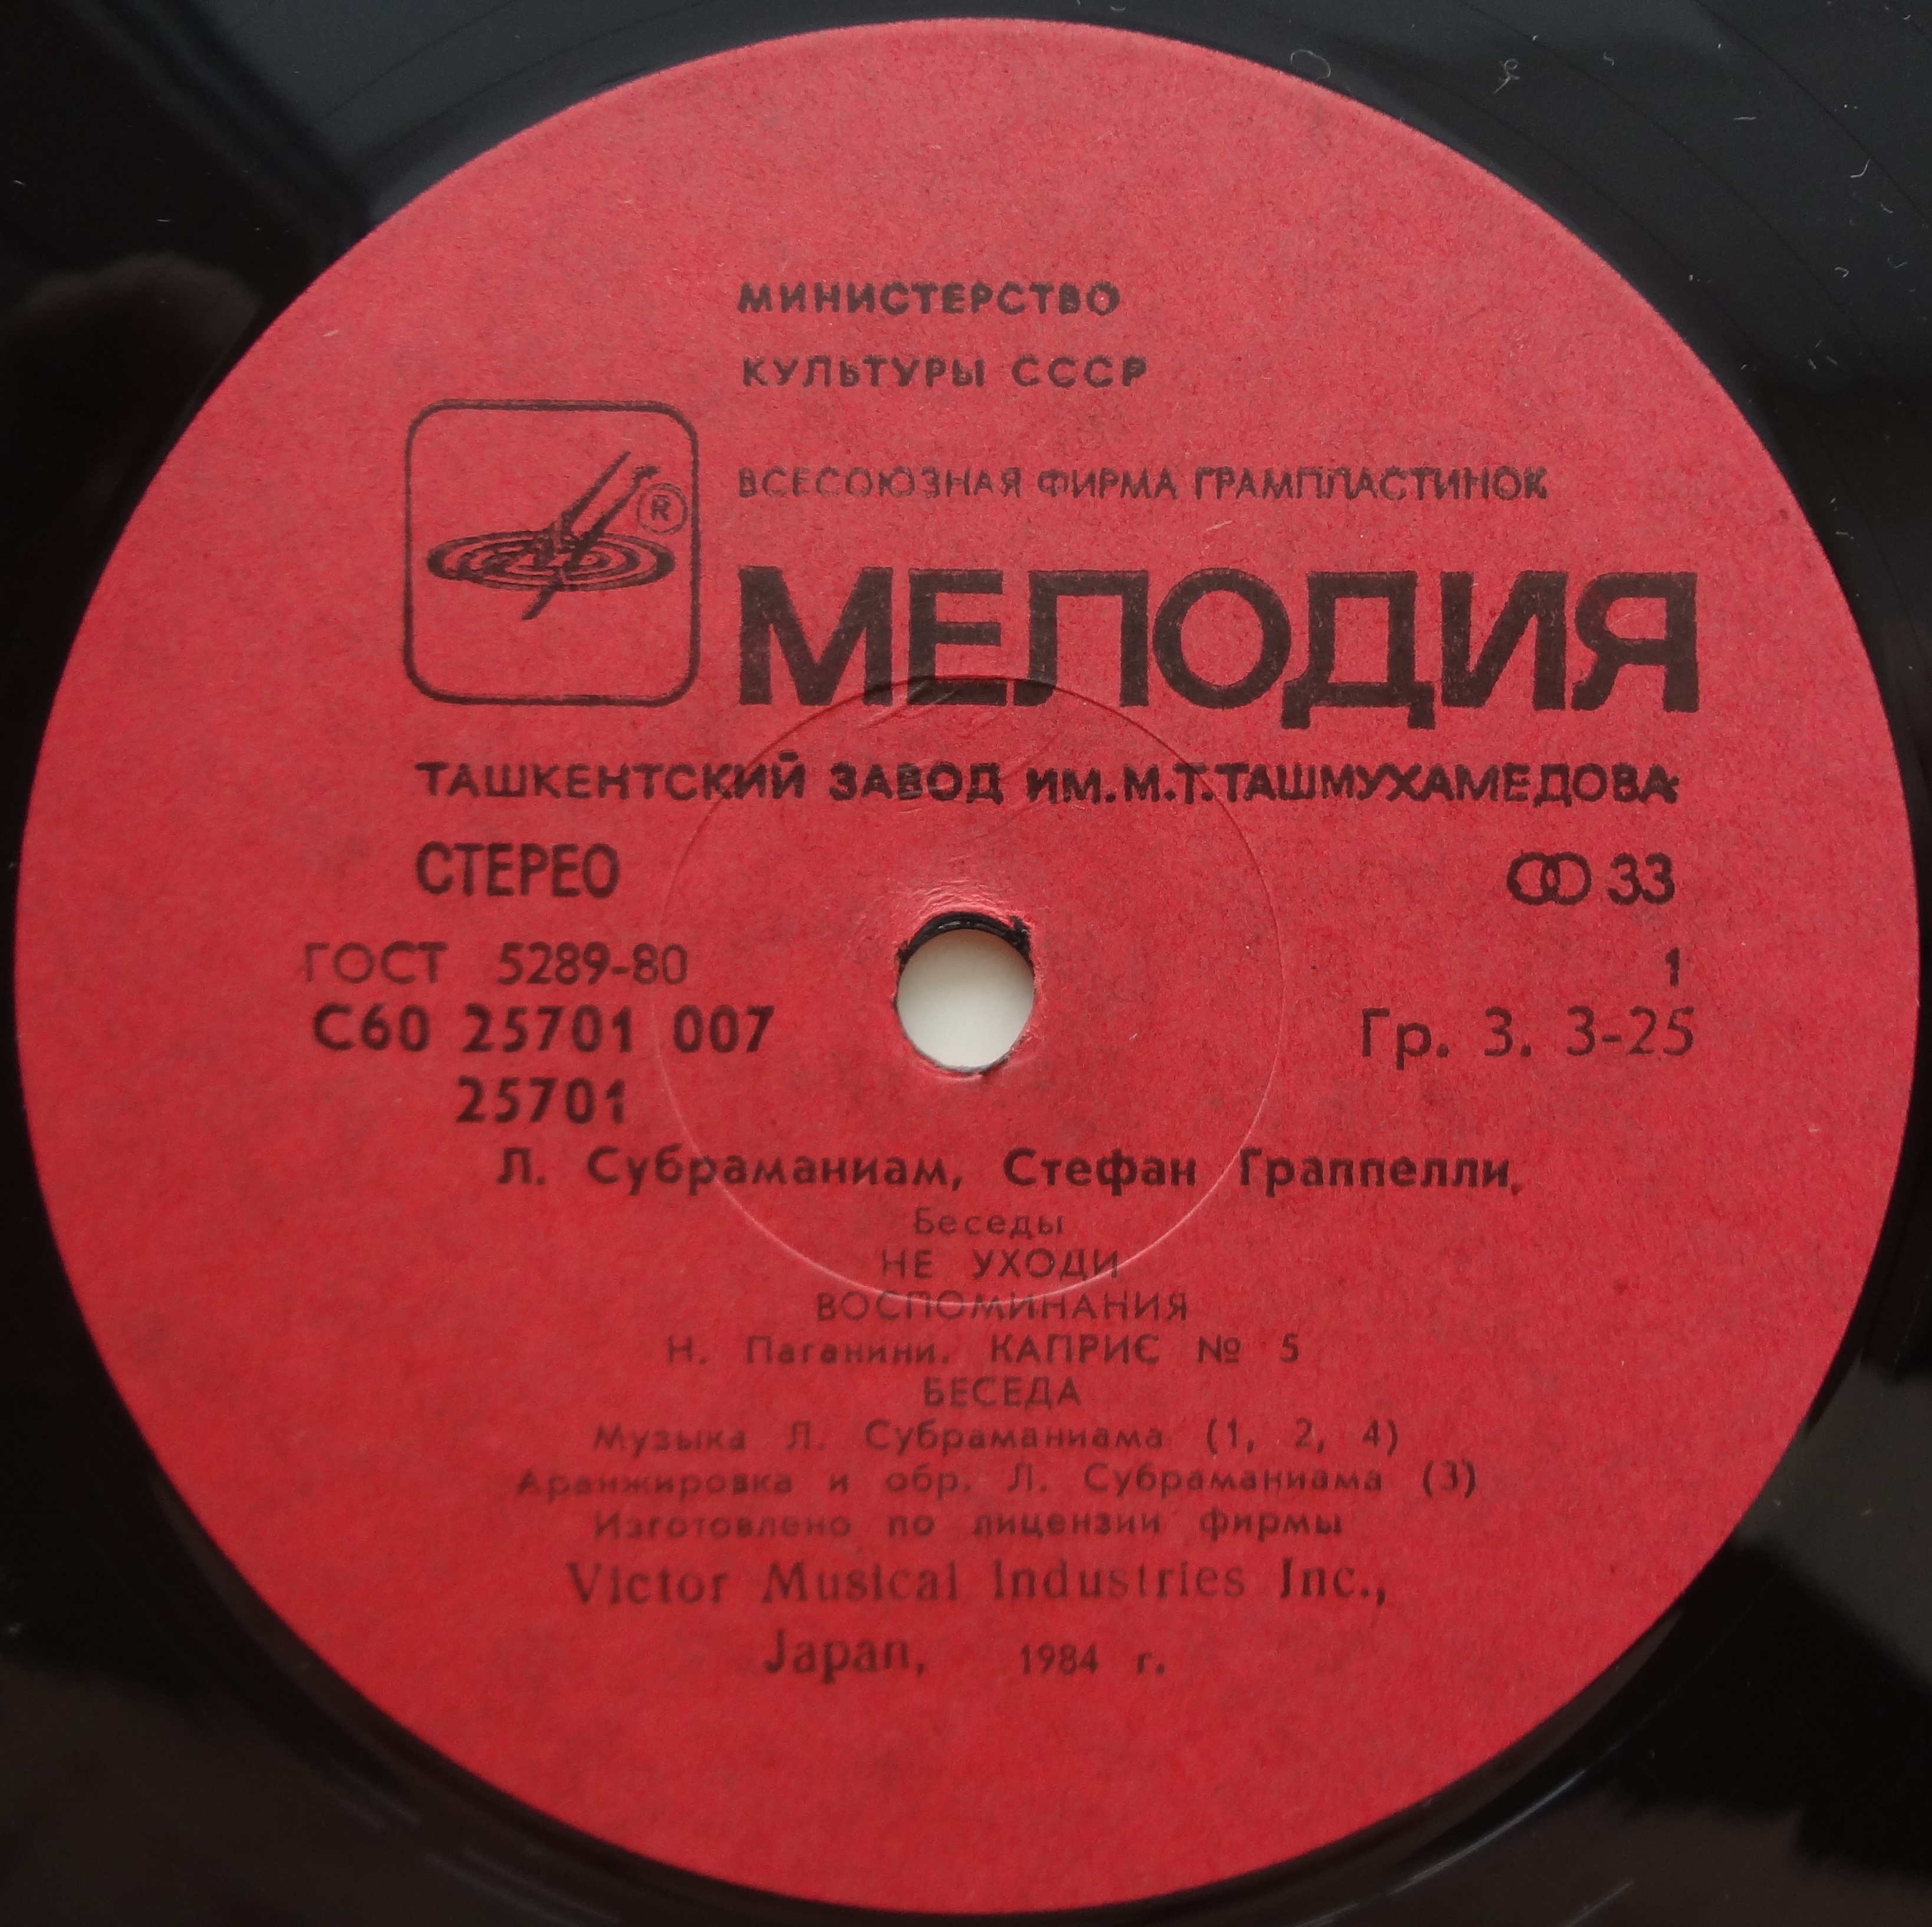 МИНИСТЕРСТВО
КУЛЬТУРЫ СССР
ВСЕСОЮЗНАЯ ФИРМА ГРАМПЛАСТИНОК
®
МЕЛОДИЯ
ТАШКЕНТСКИЙ ЗАВОД ИМ.М.Т.ТАШМУХАМЕДОВА
СТЕРЕО 33
ГОСТ 5289-80 1
С60 25701 007 Гр. 3. 3-25
25701
Л. Субраманиам, Стефан Граппелли.
Беседы
НЕ УХОДИ
ВОСПОМИНАНИЯ
Н. Паганини. КАПРИС № 5
БЕСЕДА
Музыка Л. Субраманиама (1, 2, 4)
Аранжировка и обр. Л. Субраманиама (3)
Изготовлено по лицензии фирмы
Victor Musical Industries Inc.,
Japan, 1984 г.